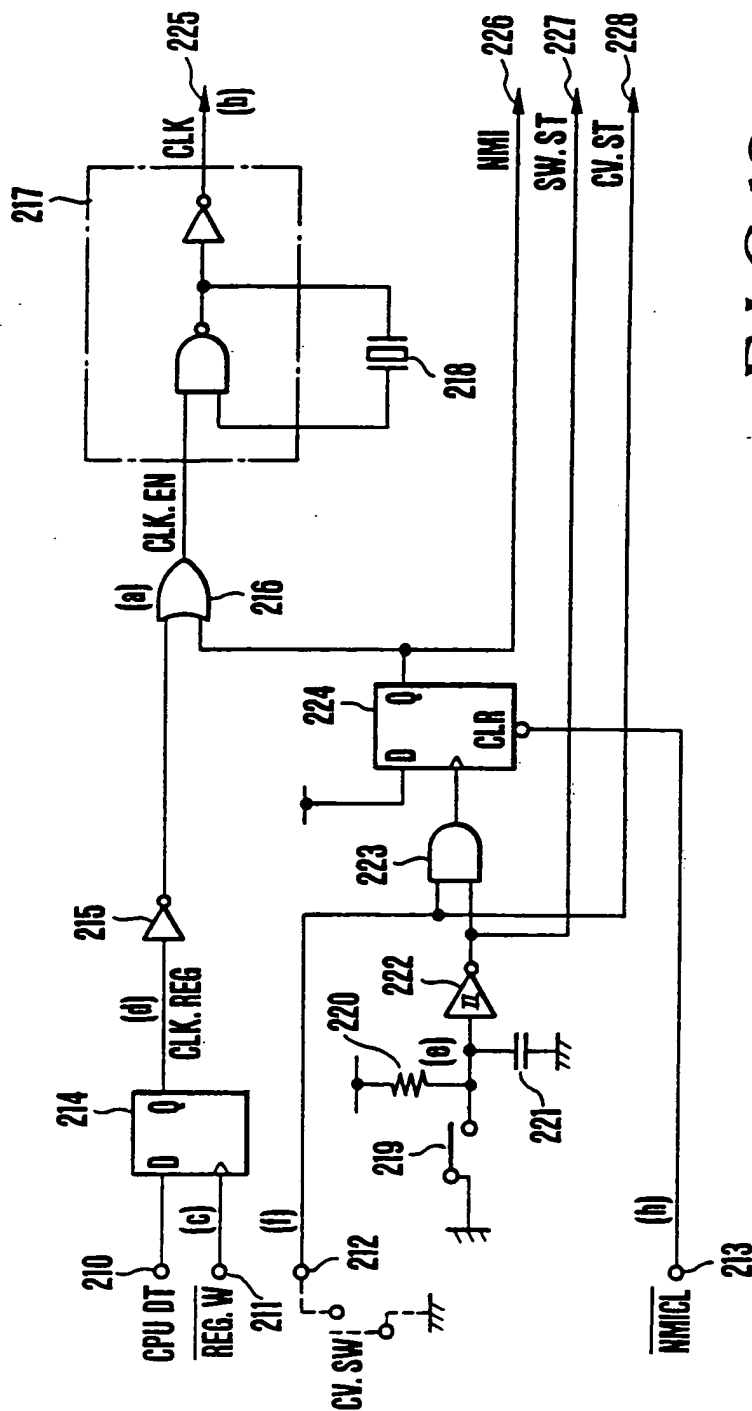 210
CPU DT
211
REG. W
(c)
214
D
Q
(d)
CLK. REG
215
(a)
216
CLK. EN
217
218
CLK
225
(b)
212
(f)
CV. SW
219
220
(e)
221
222
223
224
D
Q
CLR
NMI
226
SW. ST
227
CV. ST
228
213
NMICL
(h)